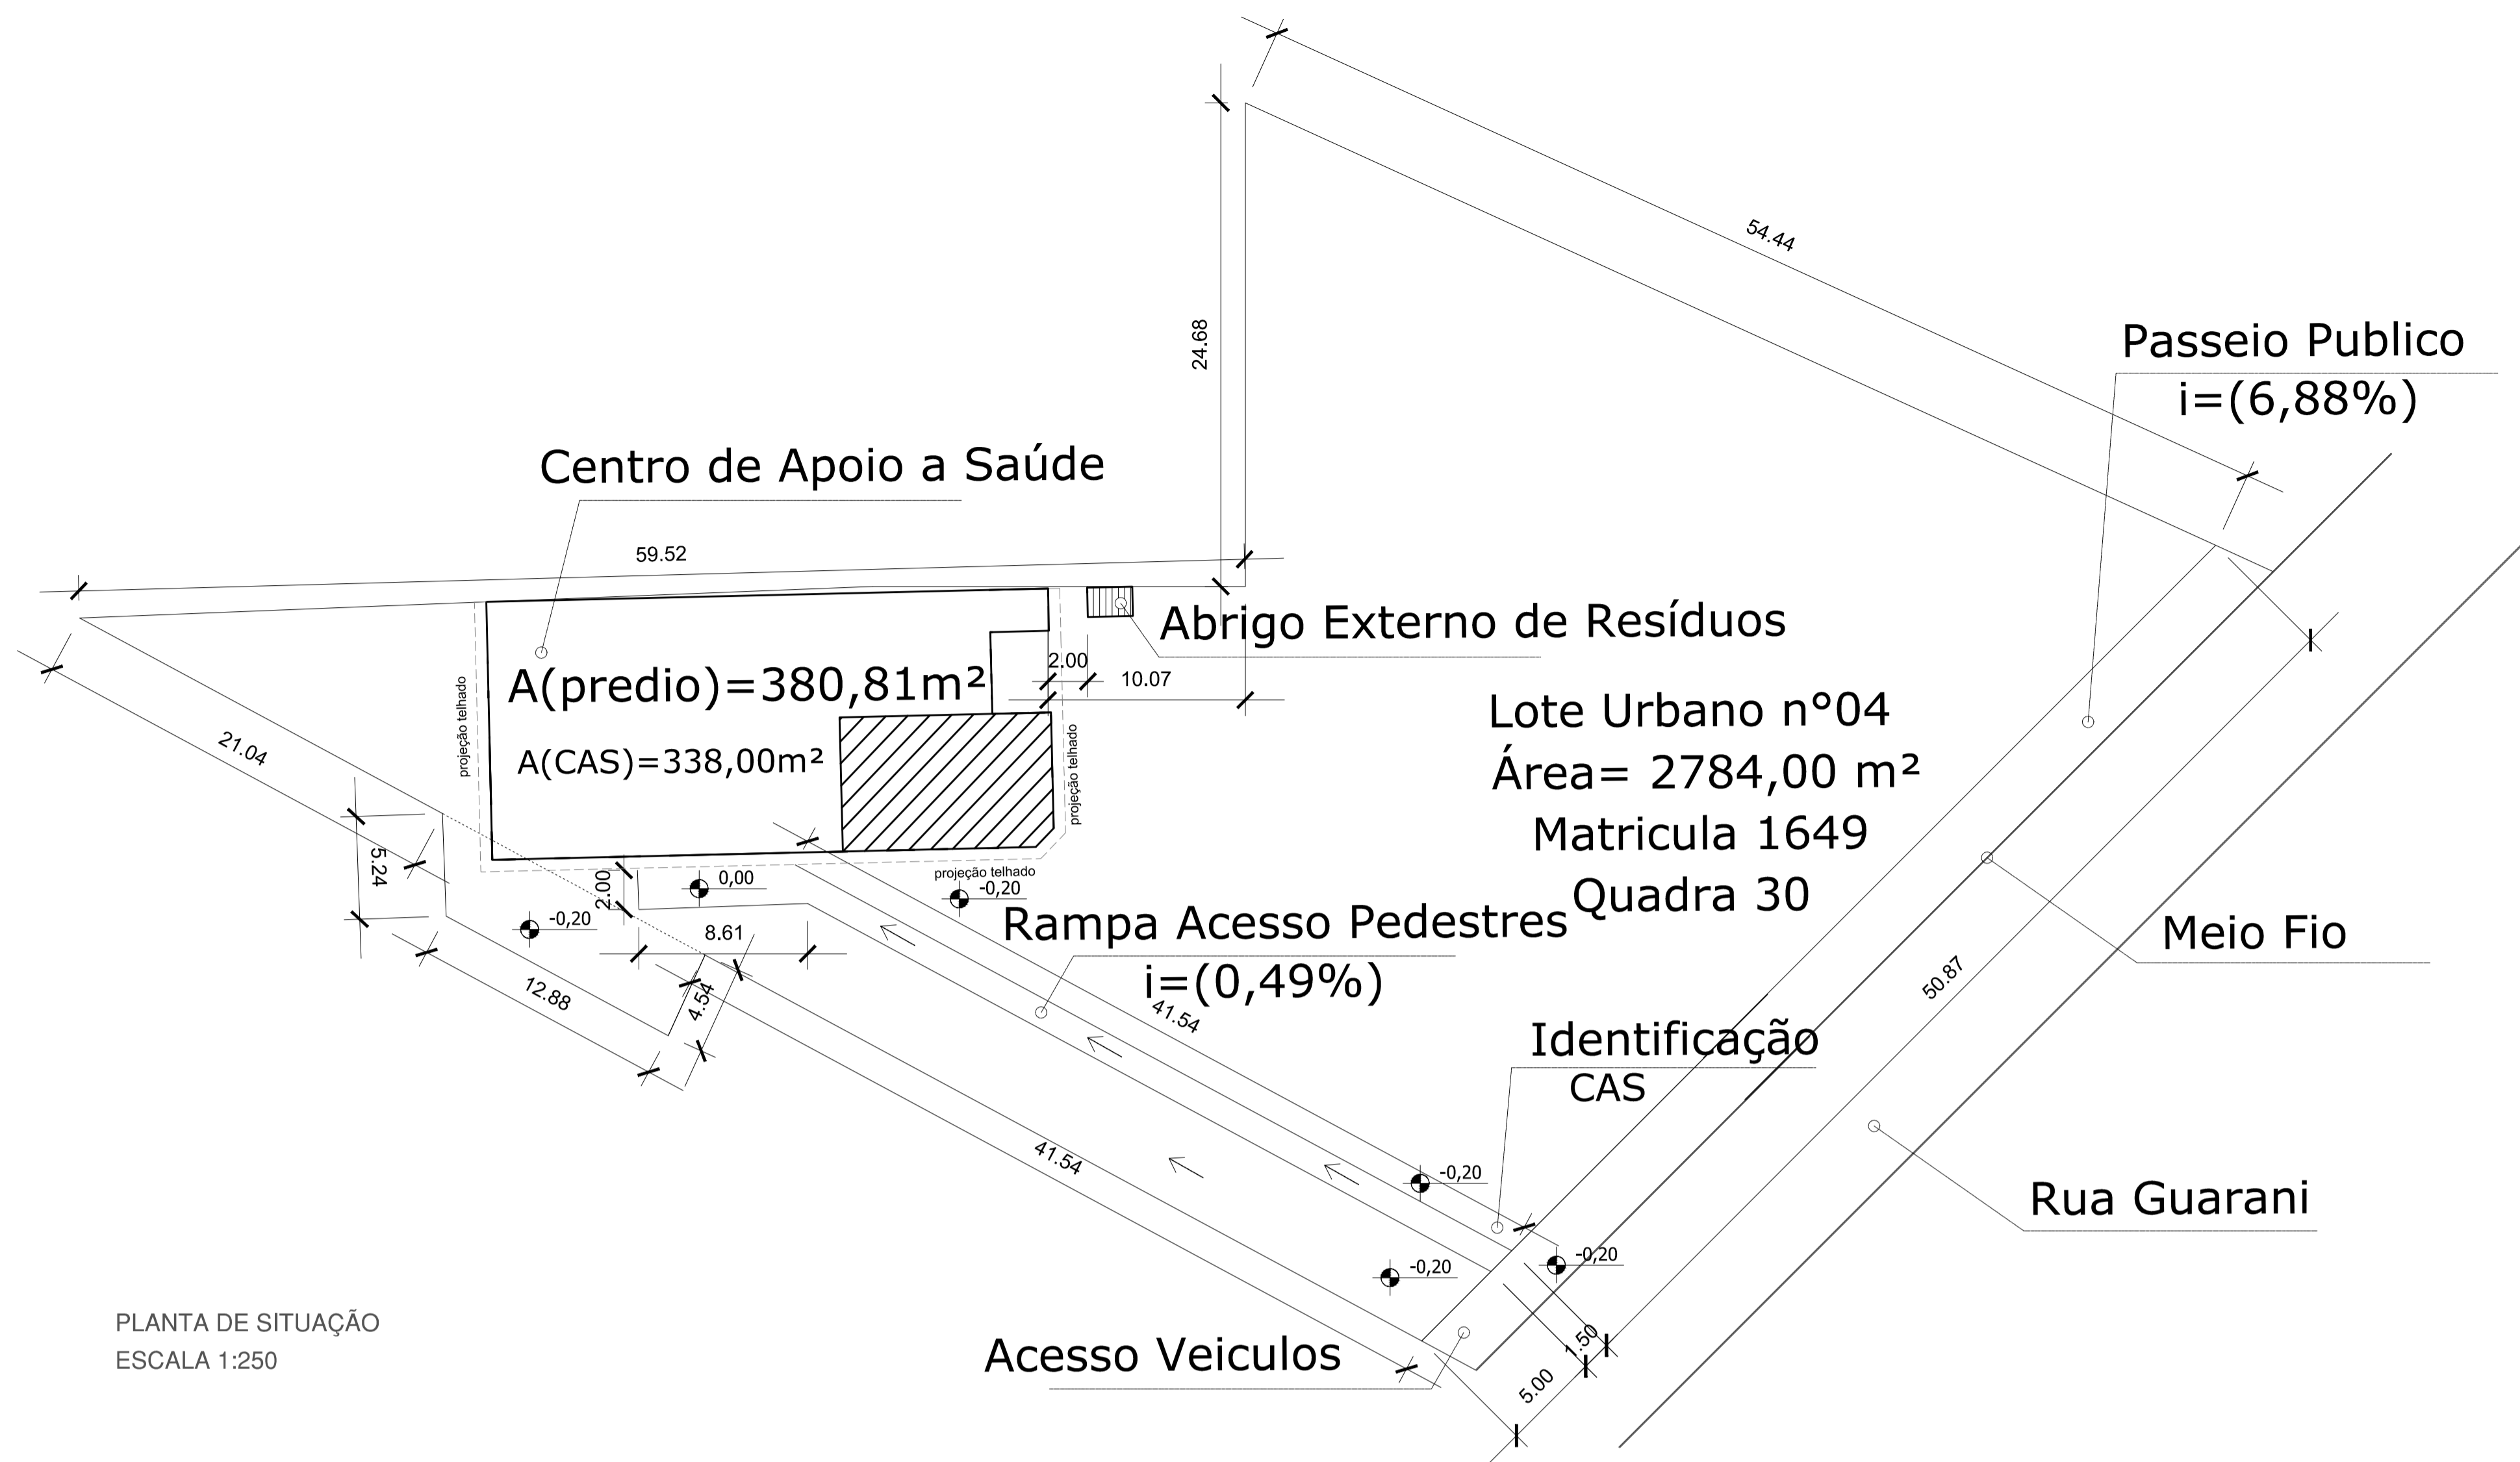 54.44
24.68
Passeio Publico
i=(6,88%)
Centro de Apoio a Saúde
59.52
Abrigo Externo de Resíduos
2.00
10.07
A(predio)=380,81m²
A(CAS)=338,00m²
projeção telhado
projeção telhado
projeção telhado
Lote Urbano n°04
Área= 2784,00 m²
Matricula 1649
Quadra 30
21.04
5.24
2.00
0,00
-0,20
-0,20
8.61
12.88
4.54
Rampa Acesso Pedestres
i=(0,49%)
41.54
Meio Fio
50.87
Identificação
CAS
41.54
-0,20
-0,20
-0,20
Rua Guarani
1.50
5.00
Acesso Veiculos
PLANTA DE SITUAÇÃO
ESCALA 1:250